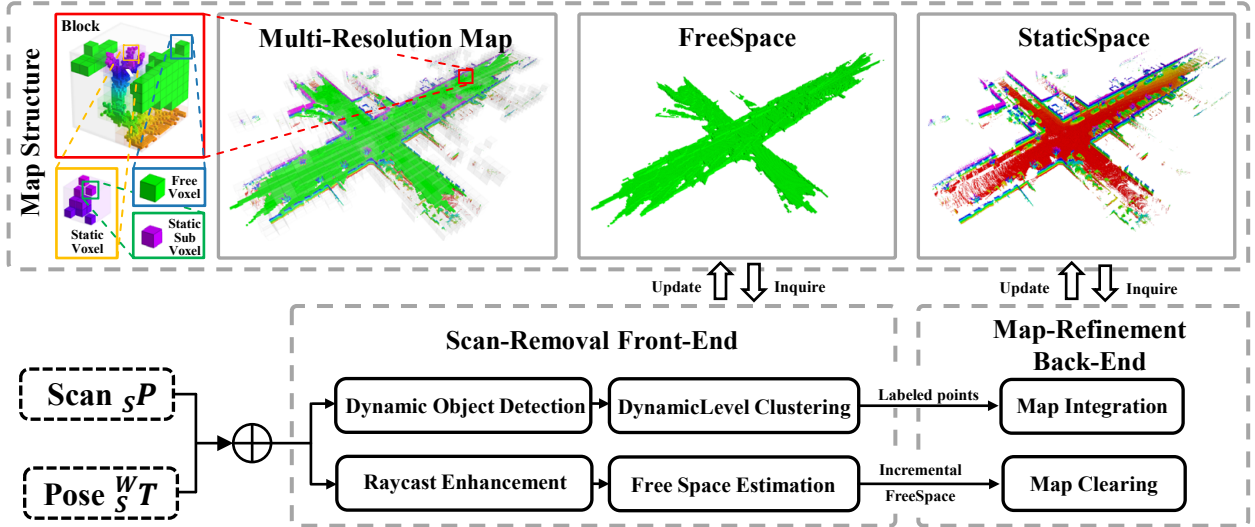 Map Structure
Block
Free
Voxel
Static
Voxel
Static
Sub
Voxel
Multi-Resolution Map
FreeSpace
StaticSpace
Update
Inquire
Update
Inquire
Scan-Removal Front-End
Map-Refinement
Back-End
Scan ₛP
Pose ᵂₛT
Dynamic Object Detection
DynamicLevel Clustering
Labeled points
Map Integration
Raycast Enhancement
Free Space Estimation
Incremental
FreeSpace
Map Clearing